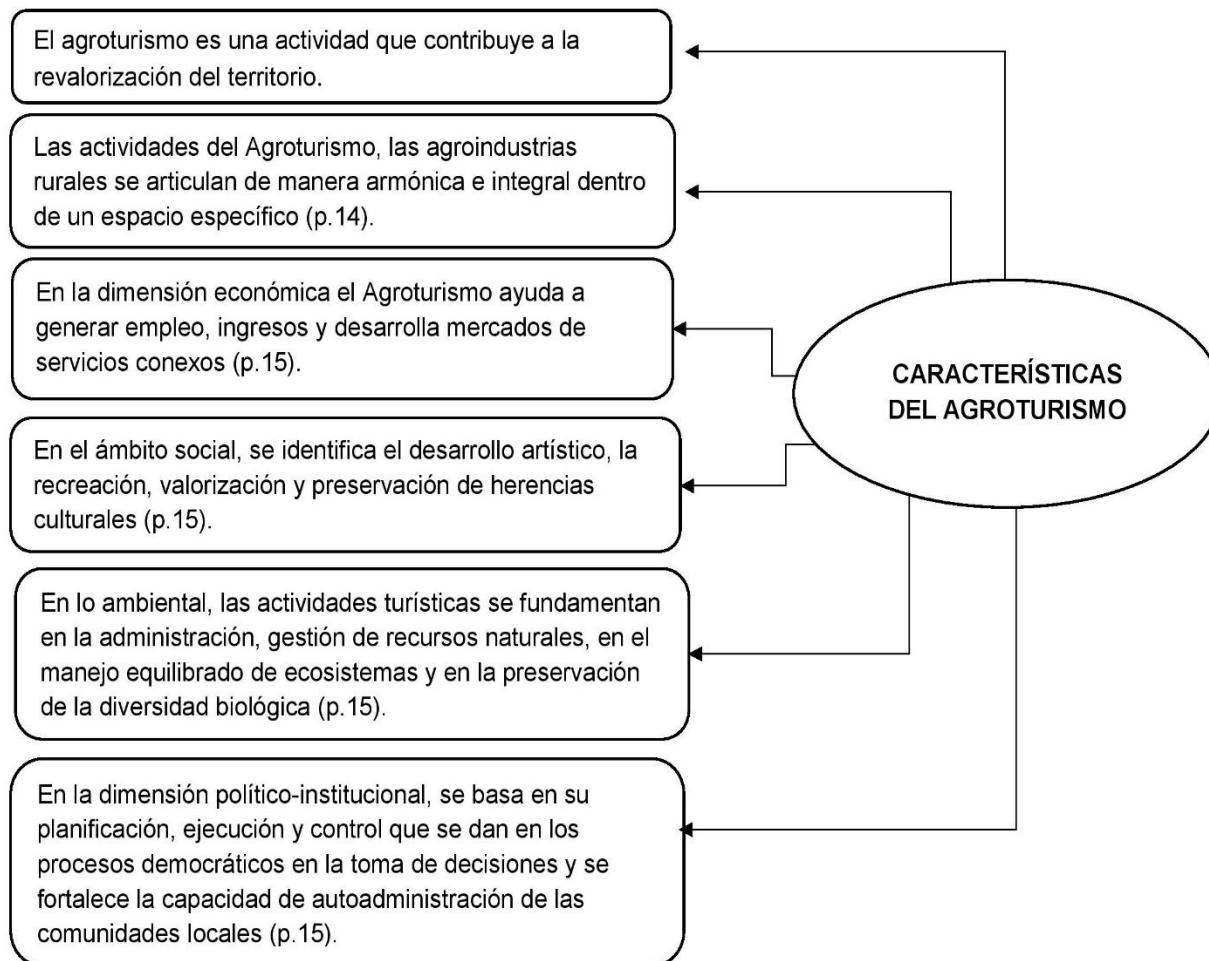 El agroturismo es una actividad que contribuye a la
revalorización del territorio.
Las actividades del Agroturismo, las agroindustrias
rurales se articulan de manera armónica e integral dentro
de un espacio específico (p.14).
En la dimensión económica el Agroturismo ayuda a
generar empleo, ingresos y desarrolla mercados de
servicios conexos (p.15).
En el ámbito social, se identifica el desarrollo artístico, la
recreación, valorización y preservación de herencias
culturales (p.15).
En lo ambiental, las actividades turísticas se fundamentan
en la administración, gestión de recursos naturales, en el
manejo equilibrado de ecosistemas y en la preservación
de la diversidad biológica (p.15).
En la dimensión político-institucional, se basa en su
planificación, ejecución y control que se dan en los
procesos democráticos en la toma de decisiones y se
fortalece la capacidad de autoadministración de las
comunidades locales (p.15).
CARACTERÍSTICAS
DEL AGROTURISMO